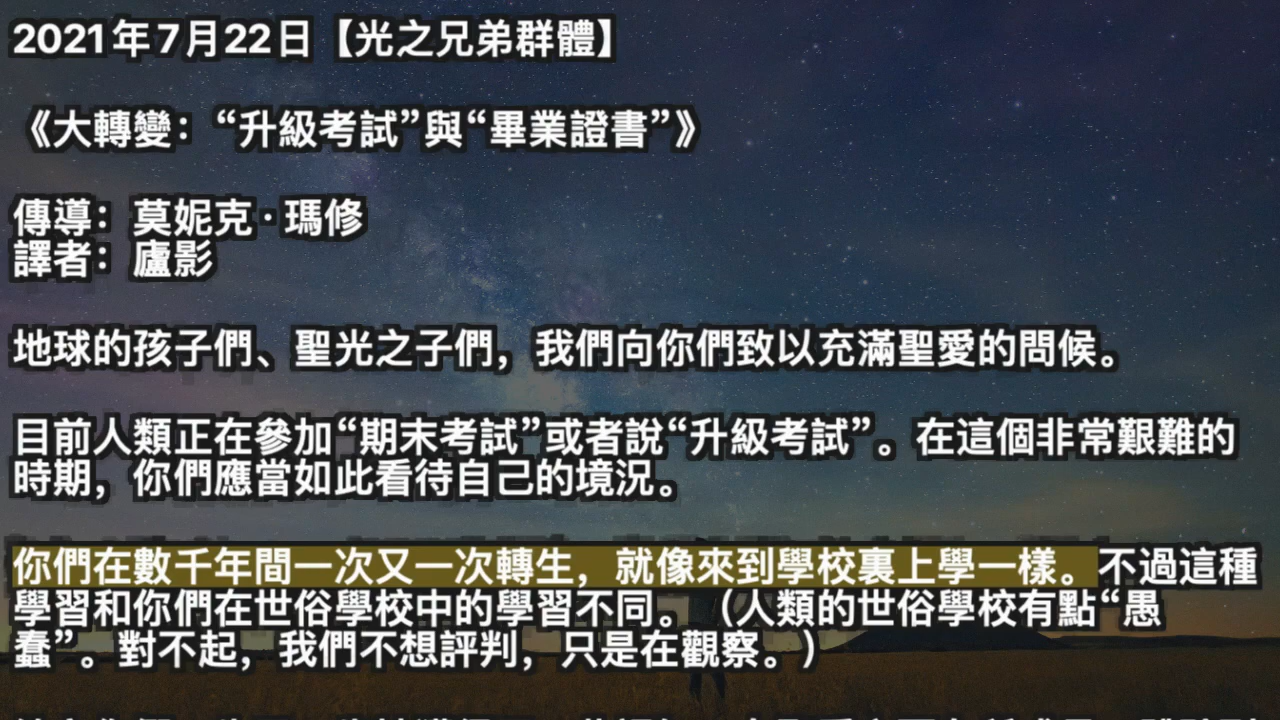 2021年7月22日【光之兄弟群體】
《大轉變：“升級考試”與“畢業證書”》
傳導：莫妮克·瑪修
譯者：廬影
地球的孩子們、聖光之子們，我們向你們致以充滿聖愛的問候。
目前人類正在參加“期末考試”或者說“升級考試”。在這個非常艱難的
時期，你們應當如此看待自己的境況。
你們在數千年間一次又一次轉生，就像來到學校裏上學一樣。不過這種
學習和你們在世俗學校中的學習不同。（人類的世俗學校有點“愚
蠢”。對不起，我們不想評判，只是在觀察。）